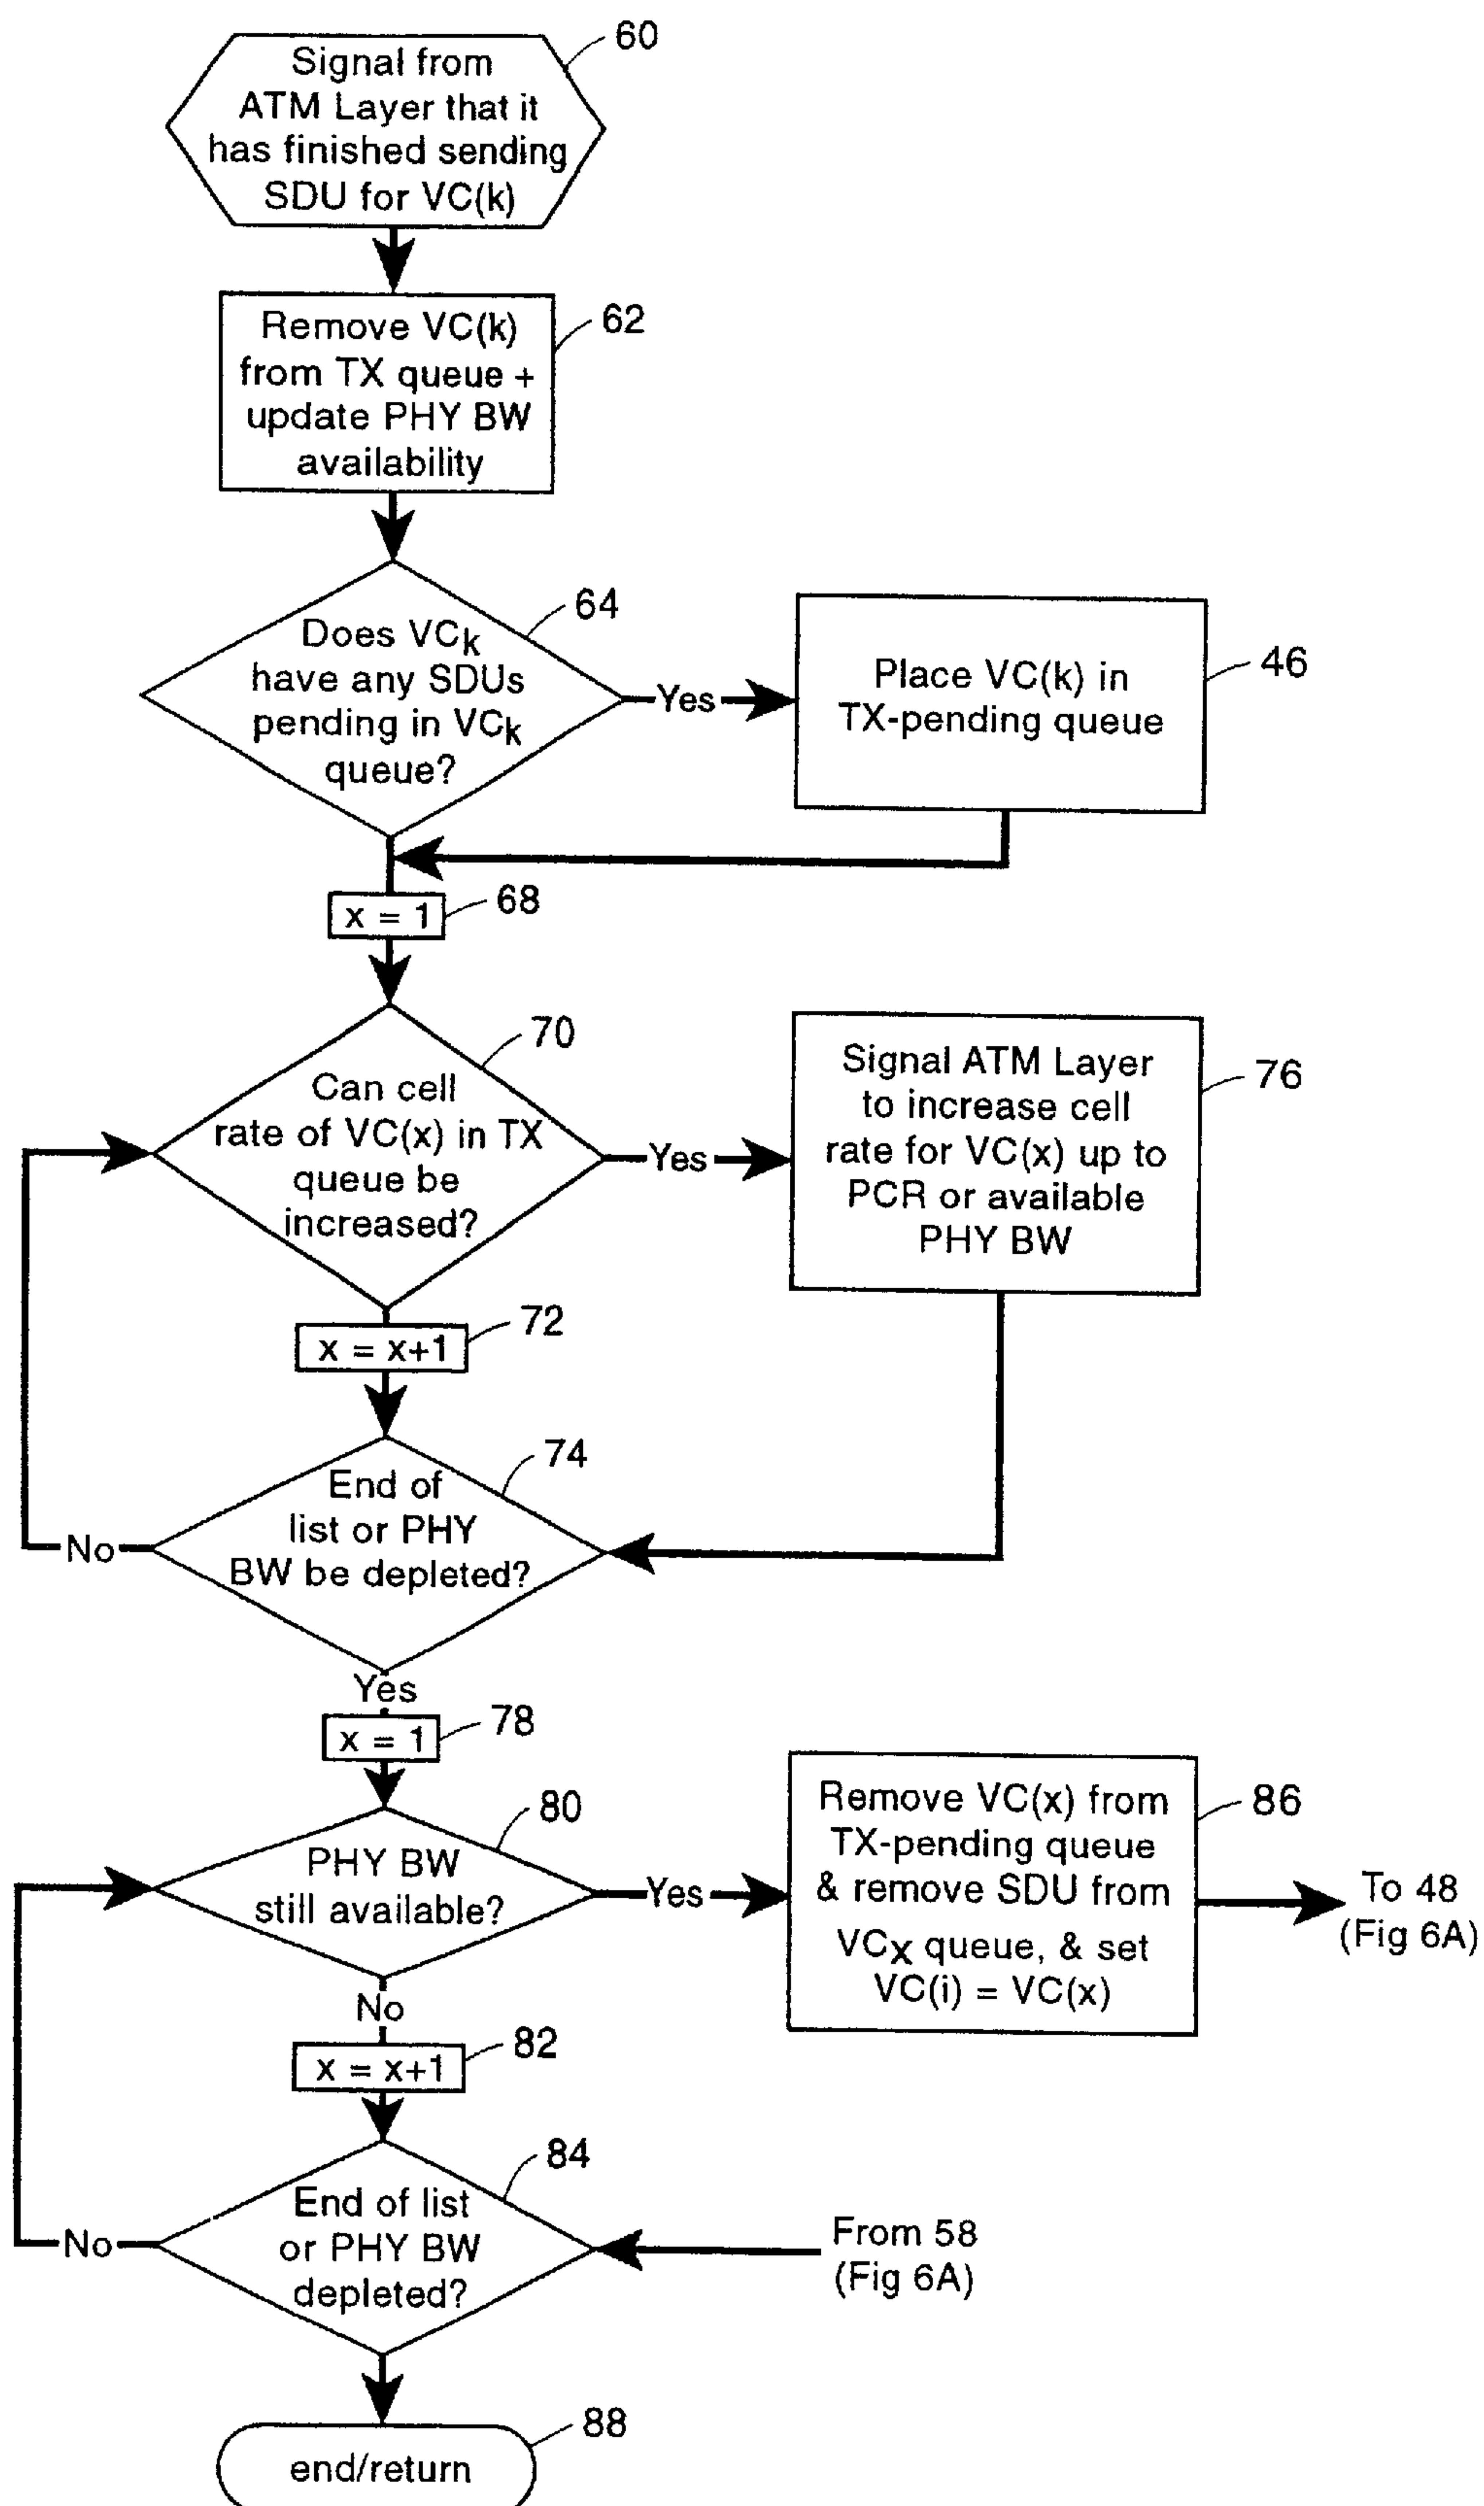 Signal from
ATM Layer that it
has finished sending
SDU for VC(k)
60
Remove VC(k)
from TX queue +
update PHY BW
availability
62
Does VCk
have any SDUs
pending in VCk
queue?
64
Yes
Place VC(k) in
TX-pending queue
46
x = 1
68
Can cell
rate of VC(x) in TX
queue be
increased?
70
Yes
Signal ATM Layer
to increase cell
rate for VC(x) up to
PCR or available
PHY BW
76
x = x+1
72
End of
list or PHY
BW be depleted?
74
No
Yes
x = 1
78
PHY BW
still available?
80
Yes
Remove VC(x) from
TX-pending queue
& remove SDU from
VCx queue, & set
VC(i) = VC(x)
86
To 48
(Fig 6A)
No
x = x+1
82
End of list
or PHY BW
depleted?
84
No
From 58
(Fig 6A)
end/return
88